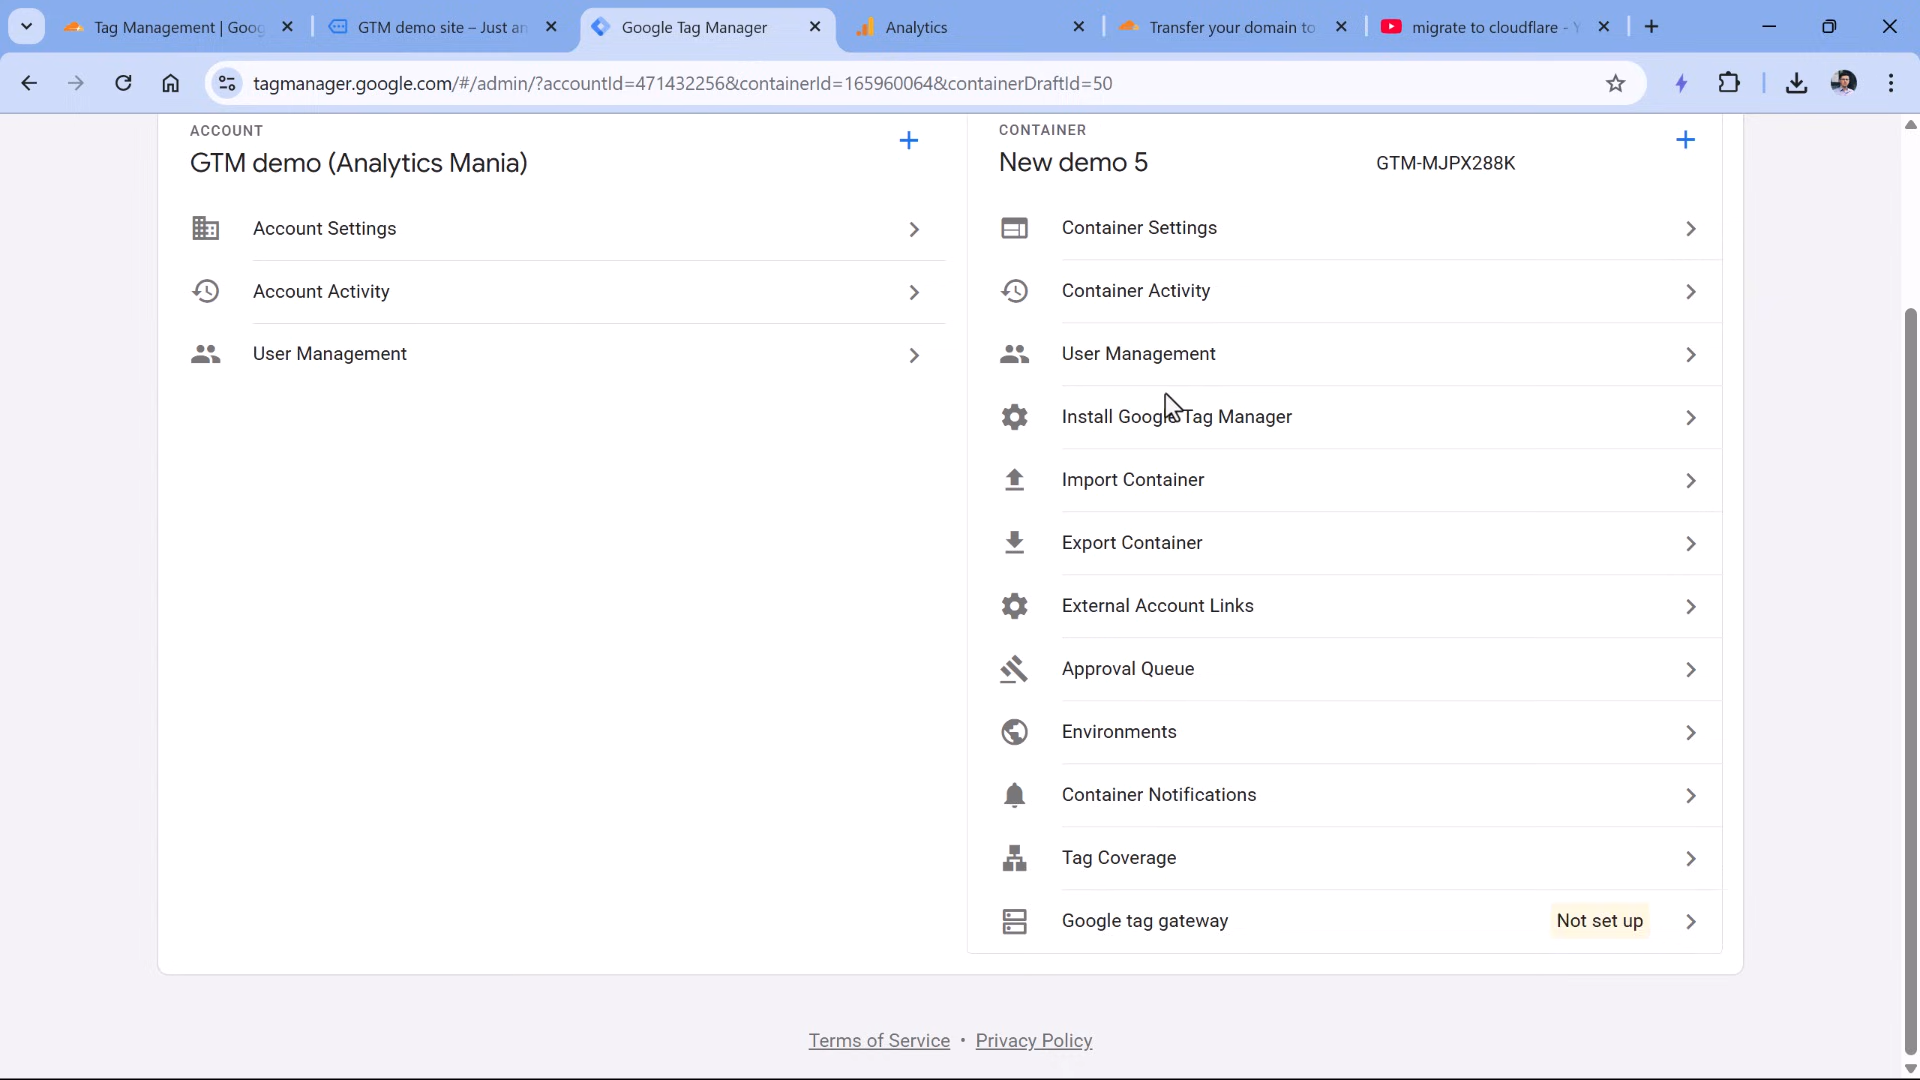 Tag Management | Goog
GTM demo site – Just an
Google Tag Manager
Analytics
Transfer your domain to
migrate to cloudflare - Y
tagmanager.google.com/#/admin/?accountId=471432256&containerId=165960064&containerDraftId=50
ACCOUNT
GTM demo (Analytics Mania)
Account Settings
Account Activity
User Management
CONTAINER
New demo 5
GTM-MJPX288K
Container Settings
Container Activity
User Management
Install Google Tag Manager
Import Container
Export Container
External Account Links
Approval Queue
Environments
Container Notifications
Tag Coverage
Google tag gateway
Not set up
Terms of Service • Privacy Policy